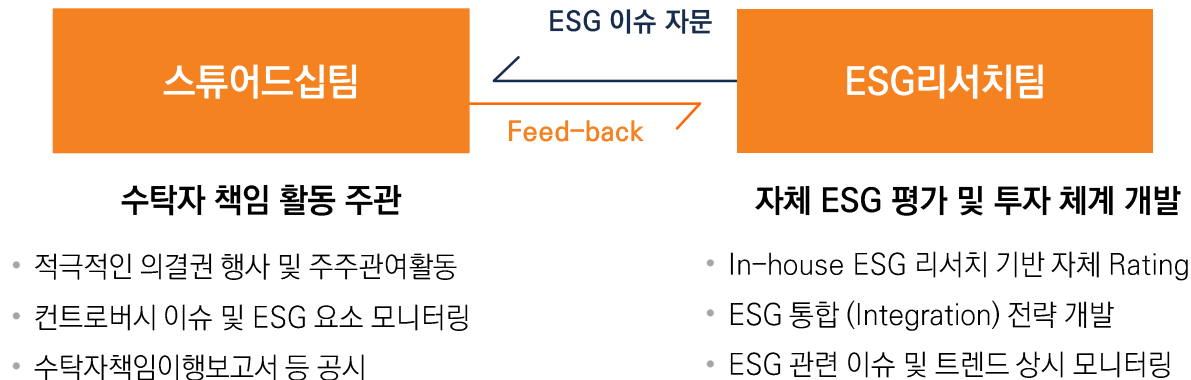 ESG 이슈 자문
스튜어드십팀
ESG리서치팀
Feed-back
수탁자 책임 활동 주관
• 적극적인 의결권 행사 및 주주관여활동
• 컨트로버시 이슈 및 ESG 요소 모니터링
• 수탁자책임이행보고서 등 공시
자체 ESG 평가 및 투자 체계 개발
• In-house ESG 리서치 기반 자체 Rating
• ESG 통합 (Integration) 전략 개발
• ESG 관련 이슈 및 트렌드 상시 모니터링